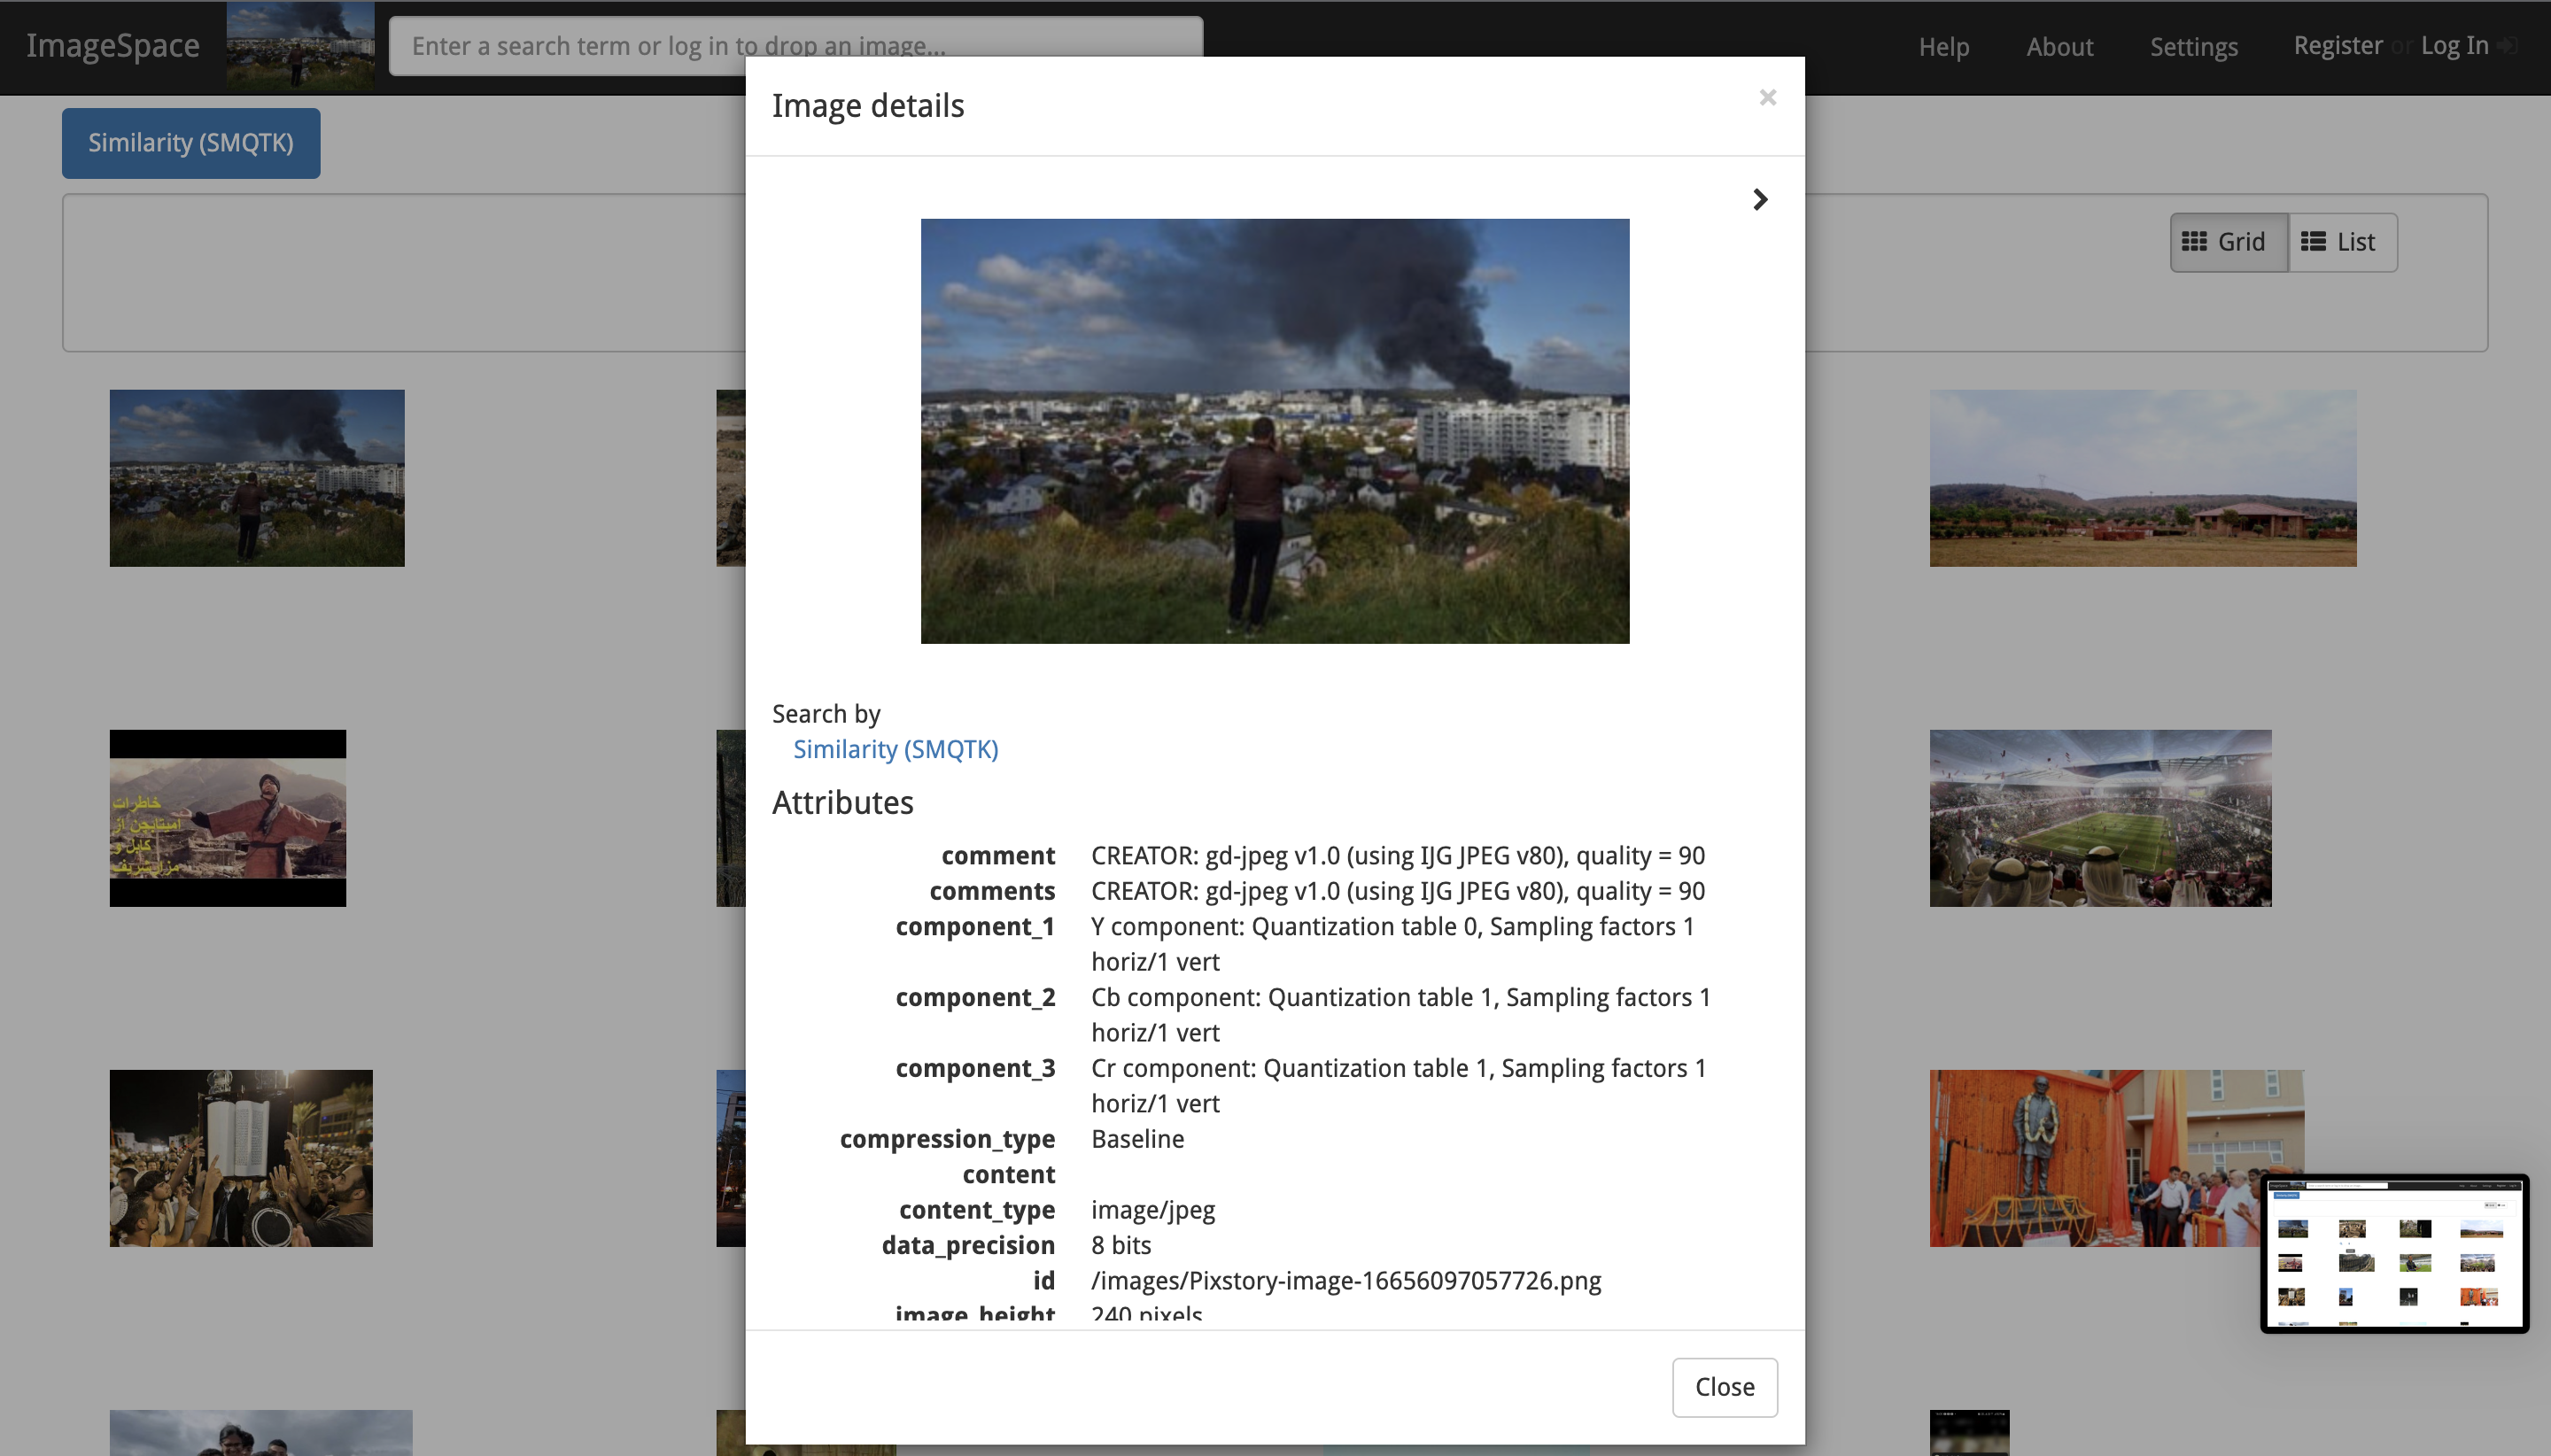 ImageSpace
Enter a search term or log in to drop an image...
Help
About
Settings
Register or Log In
Similarity (SMQTK)
Grid
List
Image details
×
Search by
Similarity (SMQTK)
Attributes
comment CREATOR: gd-jpeg v1.0 (using IJG JPEG v80), quality = 90
comments CREATOR: gd-jpeg v1.0 (using IJG JPEG v80), quality = 90
component_1 Y component: Quantization table 0, Sampling factors 1
horiz/1 vert
component_2 Cb component: Quantization table 1, Sampling factors 1
horiz/1 vert
component_3 Cr component: Quantization table 1, Sampling factors 1
horiz/1 vert
compression_type Baseline
content
content_type image/jpeg
data_precision 8 bits
id /images/Pixstory-image-16656097057726.png
image_height 240 pixels
Close
خاطرات
امیتابچن از
کابل و
مزارشریف